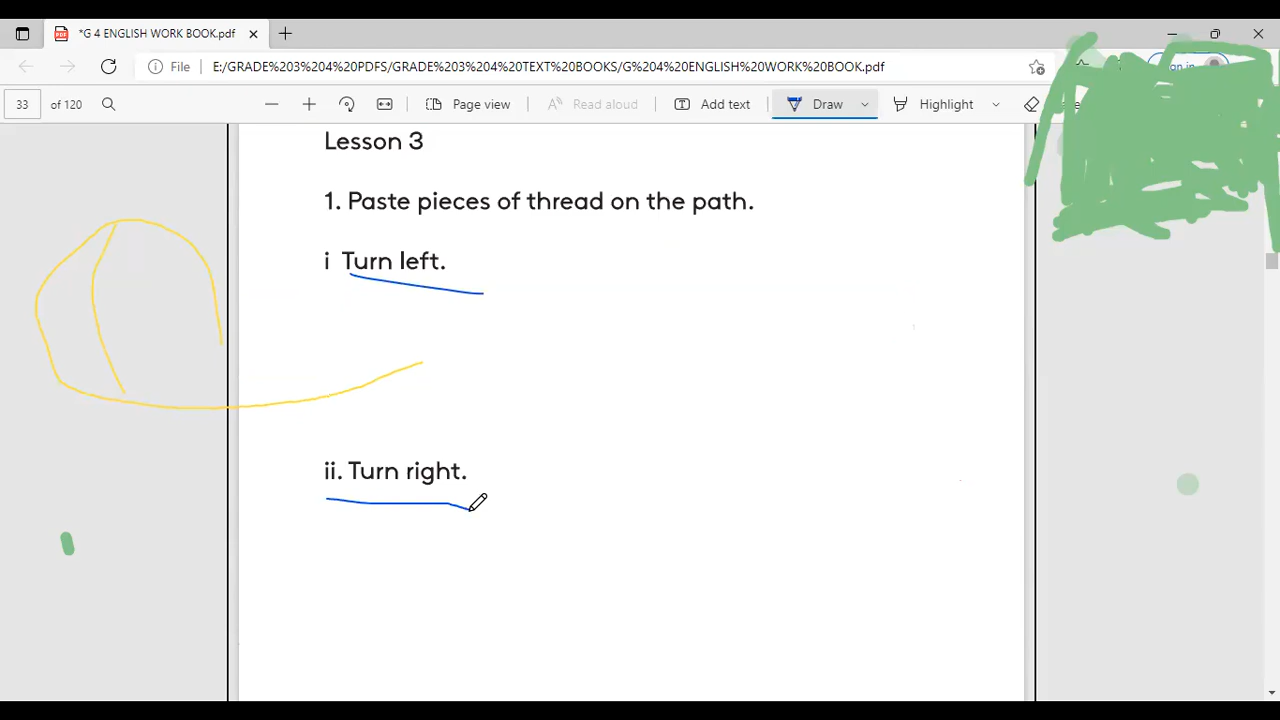 *G 4 ENGLISH WORK BOOK.pdf
File E:/GRADE%203%204%20PDFS/GRADE%204%20TEXT%20BOOKS/G%204%20ENGLISH%20WORK%20BOOK.pdf
33 of 120 Page view Read aloud Add text Draw Highlight
Lesson 3
1. Paste pieces of thread on the path.
i Turn left.
ii. Turn right.